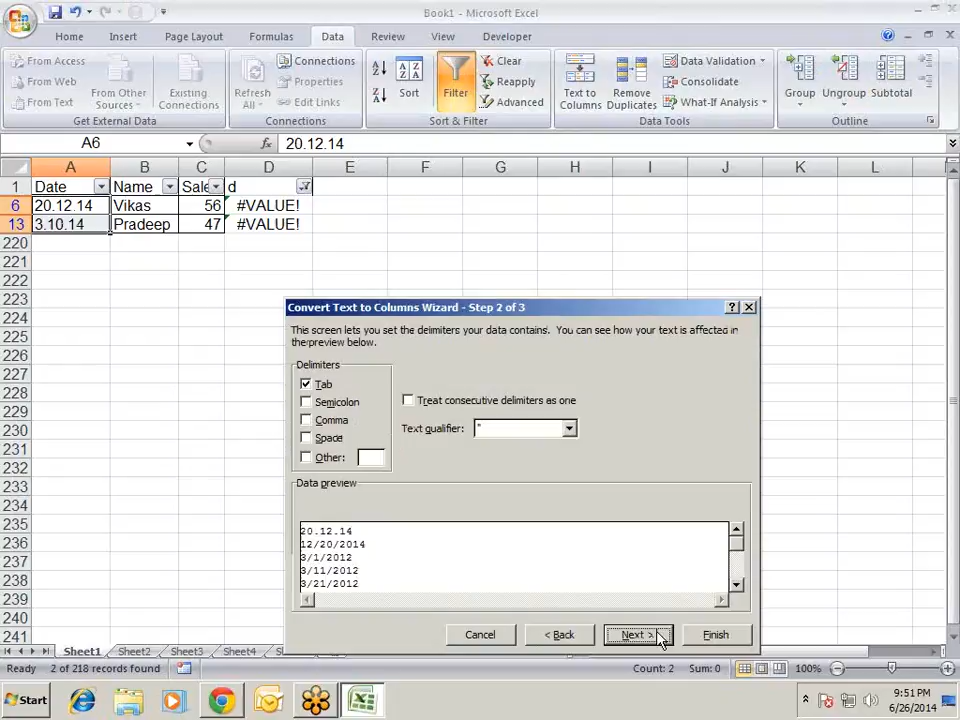 Book1 - Microsoft Excel
Home Insert Page Layout Formulas Data Review View Developer
From Access
From Web
From Text
From Other Sources
Existing Connections
Get External Data
Refresh All
Connections
Properties
Edit Links
Connections
Sort
Filter
Clear
Reapply
Advanced
Sort & Filter
Text to Columns
Remove Duplicates
Data Validation
Consolidate
What-If Analysis
Data Tools
Group
Ungroup
Subtotal
Outline
A6 fx 20.12.14
A B C D E F G H I J K L
1 Date Name Sale d
6 20.12.14 Vikas 56 #VALUE!
13 3.10.14 Pradeep 47 #VALUE!
220
221
222
223
224
225
226
227
228
229
230
231
232
233
234
235
236
237
238
239
240
241
Convert Text to Columns Wizard - Step 2 of 3
This screen lets you set the delimiters your data contains. You can see how your text is affected in
the preview below.
Delimiters
Tab
Semicolon
Comma
Space
Other:
Treat consecutive delimiters as one
Text qualifier: "
Data preview
20.12.14
12/20/2014
3/1/2012
3/11/2012
3/21/2012
Cancel < Back Next > Finish
Sheet1 Sheet2 Sheet3 Sheet4
Ready 2 of 218 records found Count: 2 Sum: 0 100%
Start
9:51 PM
6/26/2014